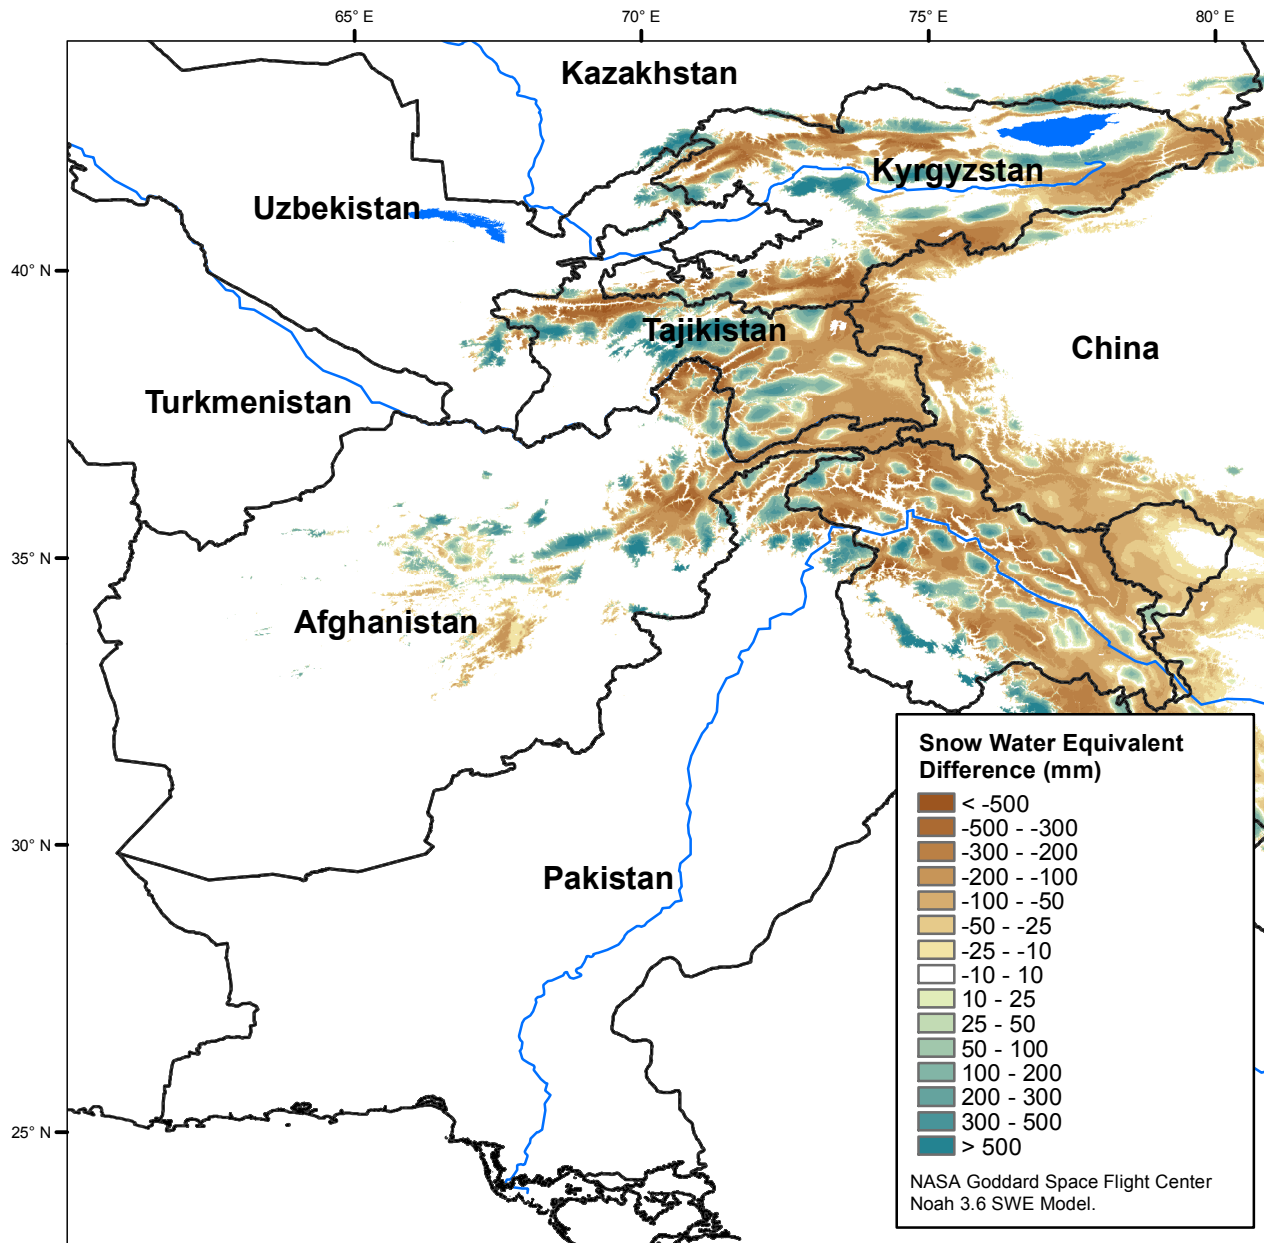 65° E
70° E
75° E
80° E
Kazakhstan
Kyrgyzstan
Uzbekistan
40° N
Tajikistan
China
Turkmenistan
35° N
Afghanistan
Snow Water Equivalent
Difference (mm)
< -500
-500 - -300
-300 - -200
-200 - -100
-100 - -50
-50 - -25
-25 - -10
-10 - 10
10 - 25
25 - 50
50 - 100
100 - 200
200 - 300
300 - 500
> 500
NASA Goddard Space Flight Center
Noah 3.6 SWE Model.
30° N
Pakistan
25° N